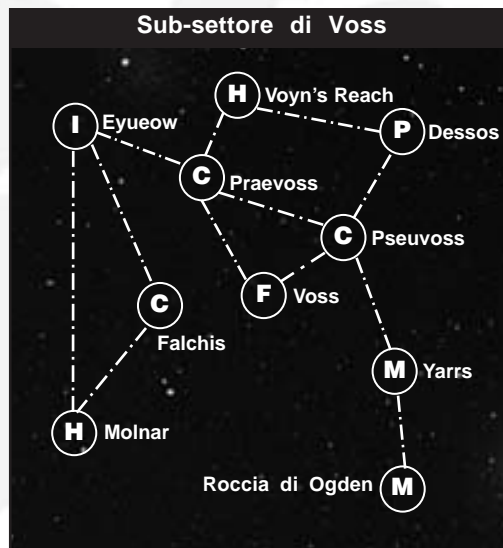 Sub-settore di Voss
H Voyn's Reach
I Eyueow
P Dessos
C Praevoss
C Pseuvoss
F Voss
C
Falchis
M Yarrs
H Molnar
Roccia di Ogden M